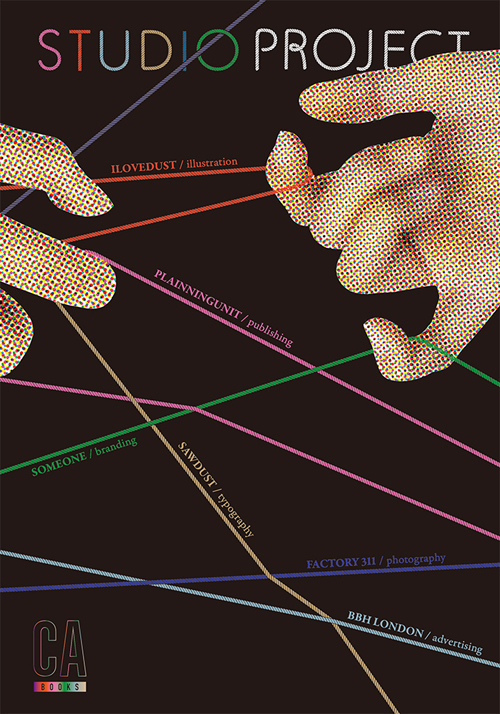 STUDIO PROJECT
ILOVEDUST / illustration
PLAINNINGUNIT / publishing
SOMEONE / branding
SAWDUST / typography
FACTORY 311 / photography
BBH LONDON / advertising
CA
BOOKS